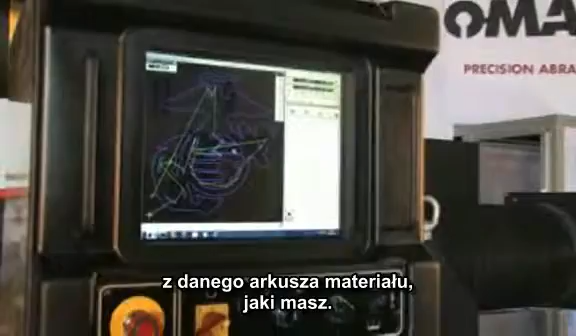 OMA
PRECISION ABRA
z danego arkusza materiału,
jaki masz.